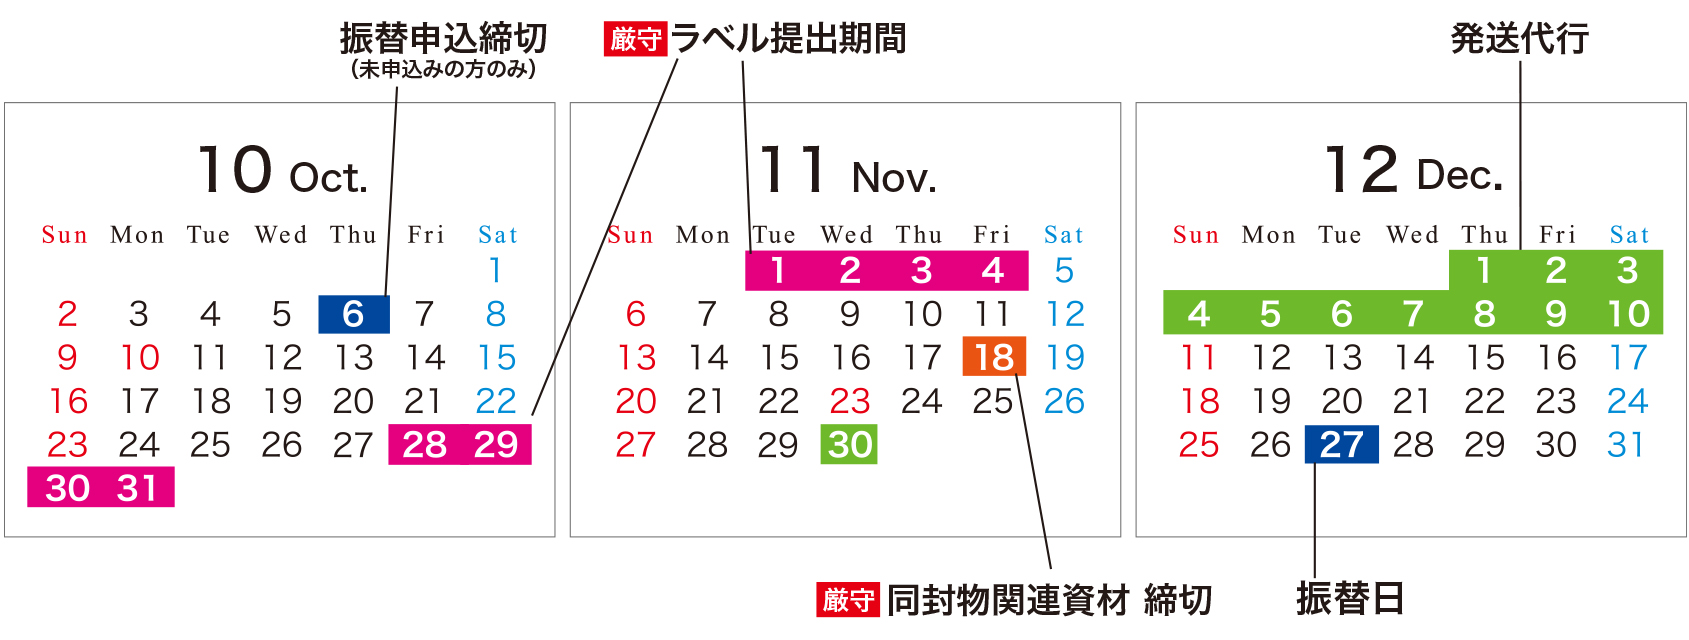 振替申込締切
（未申込みの方のみ）
厳守 ラベル提出期間
発送代行
10 Oct.
Sun Mon Tue Wed Thu Fri Sat
1
2 3 4 5 6 7 8
9 10 11 12 13 14 15
16 17 18 19 20 21 22
23 24 25 26 27 28 29
30 31
11 Nov.
Sun Mon Tue Wed Thu Fri Sat
1 2 3 4 5
6 7 8 9 10 11 12
13 14 15 16 17 18 19
20 21 22 23 24 25 26
27 28 29 30
12 Dec.
Sun Mon Tue Wed Thu Fri Sat
1 2 3
4 5 6 7 8 9 10
11 12 13 14 15 16 17
18 19 20 21 22 23 24
25 26 27 28 29 30 31
厳守 同封物関連資材 締切
振替日